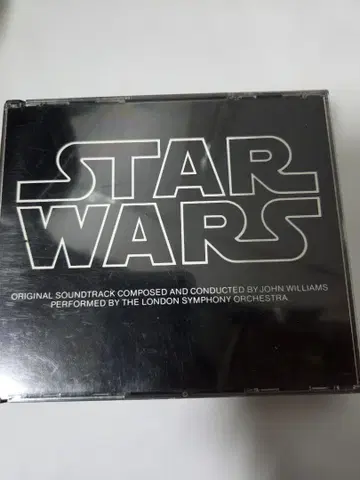 STAR
WARS
ORIGINAL SOUNDTRACK COMPOSED AND CONDUCTED BY JOHN WILLIAMS
PERFORMED BY THE LONDON SYMPHONY ORCHESTRA.